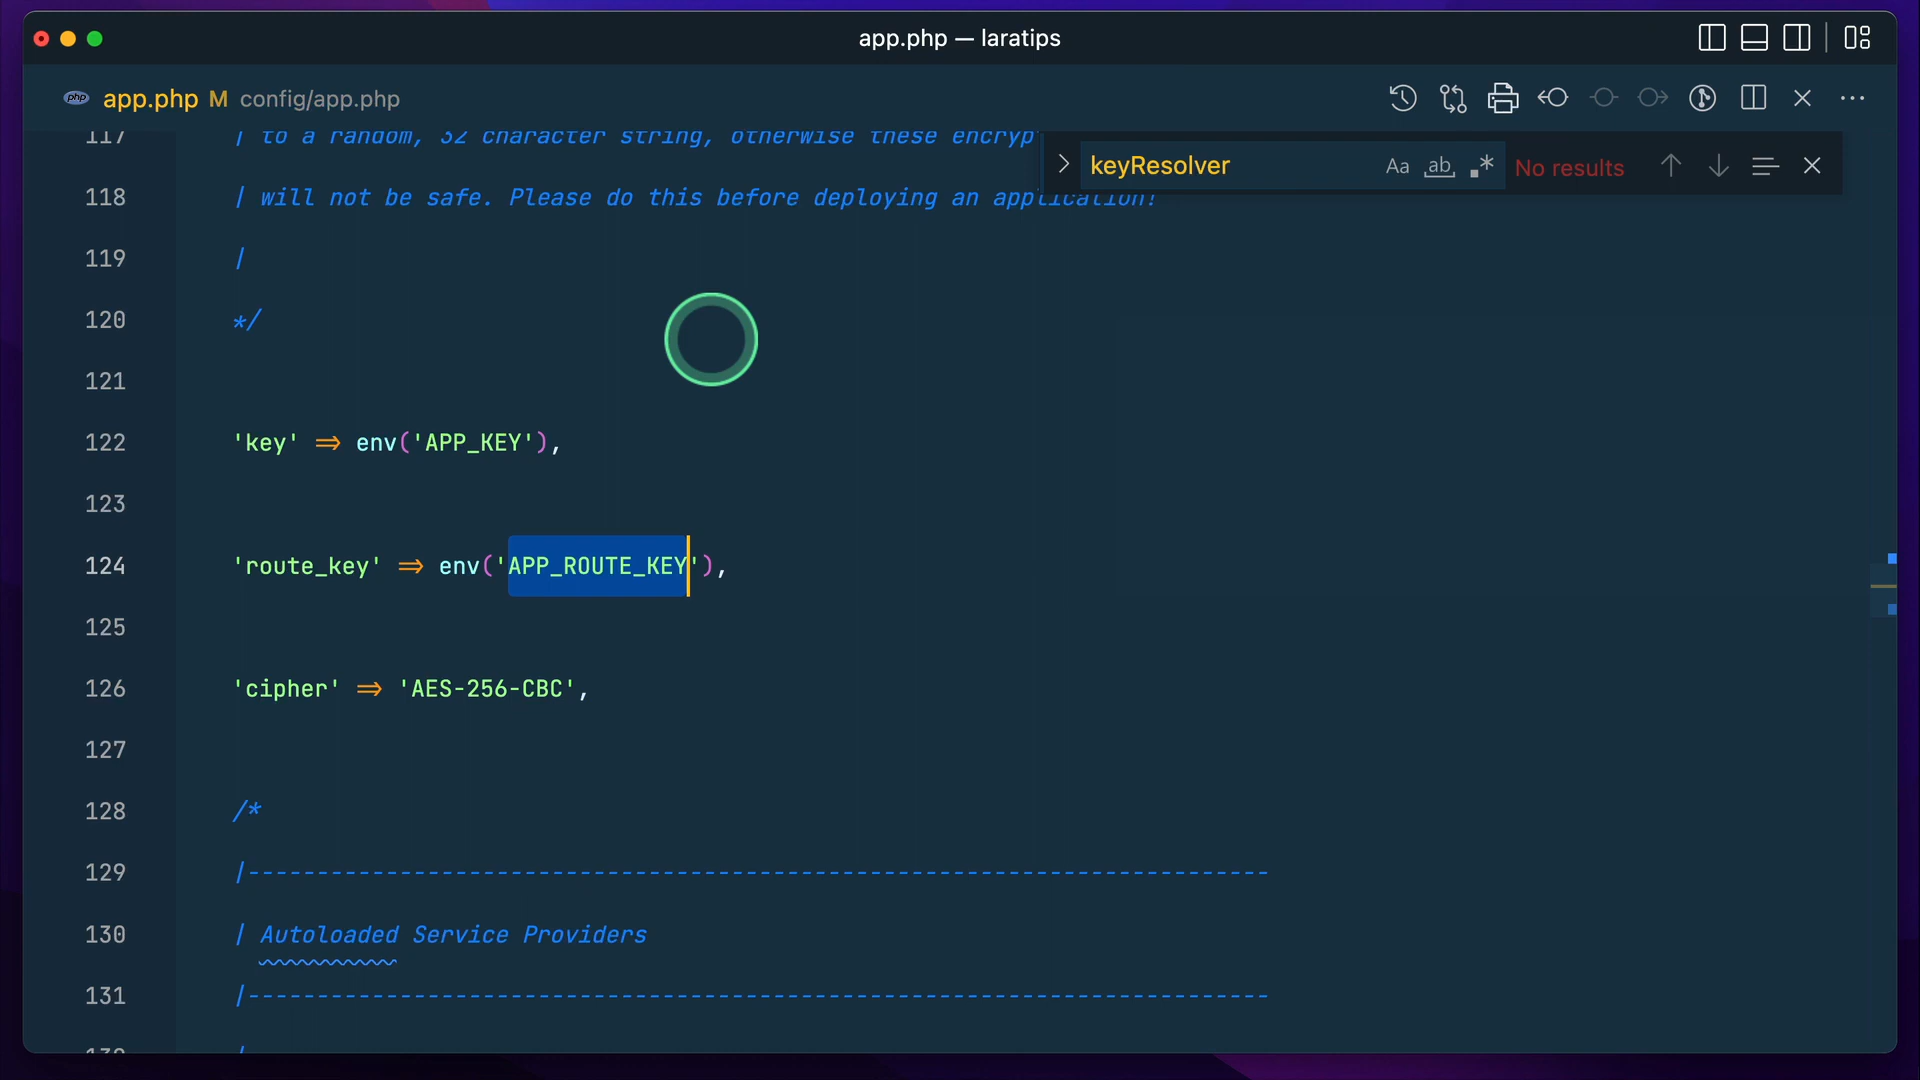 app.php — laratips
php app.php M config/app.php
keyResolver Aa ab .* No results
117 | to a random, 32 character string, otherwise these encryp
118 | will not be safe. Please do this before deploying an application!
119 |
120 */
121
122 'key' => env('APP_KEY'),
123
124 'route_key' => env('APP_ROUTE_KEY'),
125
126 'cipher' => 'AES-256-CBC',
127
128 /*
129 |--------------------------------------------------------------------------
130 | Autoloaded Service Providers
131 |--------------------------------------------------------------------------
132 |